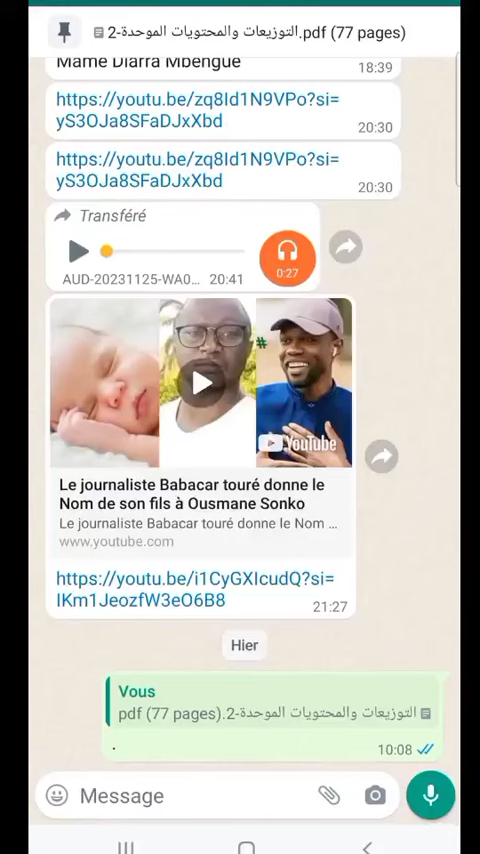 التوزيعات والمحتويات الموحدة-2.pdf (77 pages)
Mame Diarra Mbengue
18:39
https://youtu.be/zq8Id1N9VPo?si=
yS3OJa8SFaDJxXbd
20:30
https://youtu.be/zq8Id1N9VPo?si=
yS3OJa8SFaDJxXbd
20:30
Transféré
0:27
AUD-20231125-WA0... 20:41
#
YouTube
Le journaliste Babacar touré donne le
Nom de son fils à Ousmane Sonko
Le journaliste Babacar touré donne le Nom ...
www.youtube.com
https://youtu.be/i1CyGXIcudQ?si=
IKm1JeozfW3eO6B8
21:27
Hier
Vous
التوزيعات والمحتويات الموحدة-2.pdf (77 pages)
.
10:08
Message